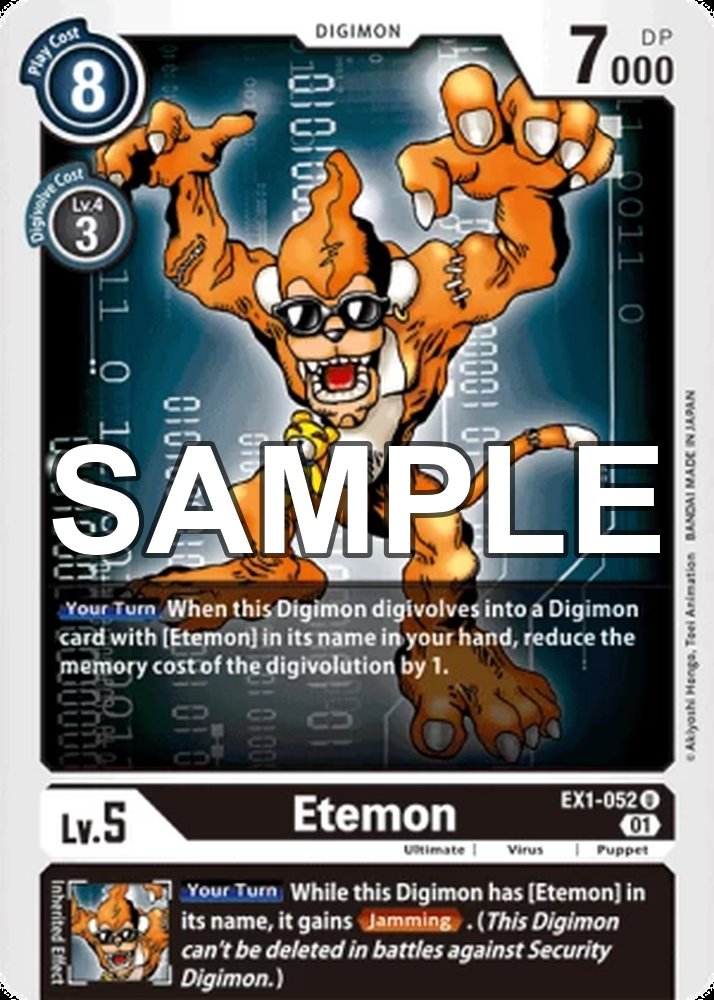 Play Cost
8
DIGIMON
DP
7000
Digivolve Cost
Lv.4
3
SAMPLE
Your Turn When this Digimon digivolves into a Digimon
card with [Etemon] in its name in your hand, reduce the
memory cost of the digivolution by 1.
© Akiyoshi Hongo, Toei Animation BANDAI MADE IN JAPAN
Lv.5
Etemon
EX1-052 U
01
Ultimate | Virus | Puppet
Inherited Effect
Your Turn While this Digimon has [Etemon] in
its name, it gains Jamming . (This Digimon
can't be deleted in battles against Security
Digimon.)